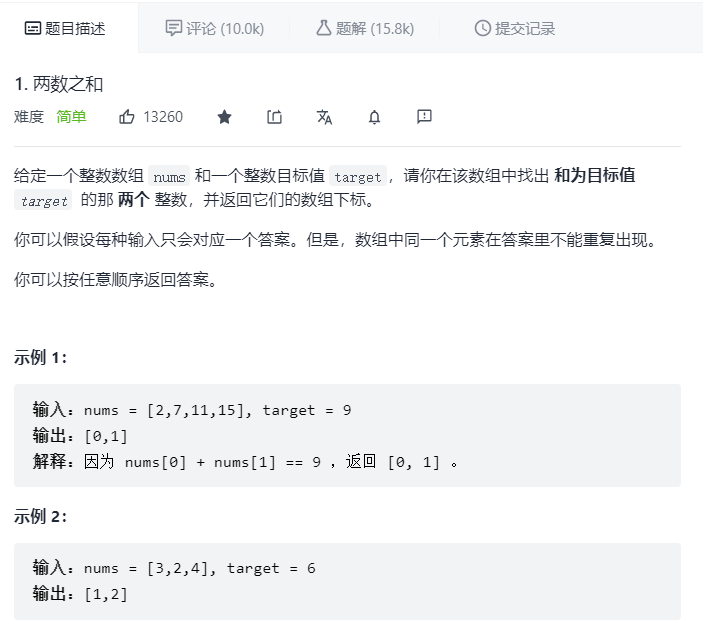 题目描述 评论 (10.0k) 题解 (15.8k) 提交记录
1. 两数之和
难度 简单 13260
给定一个整数数组 nums 和一个整数目标值 target，请你在该数组中找出 和为目标值
target 的那 两个 整数，并返回它们的数组下标。
你可以假设每种输入只会对应一个答案。但是，数组中同一个元素在答案里不能重复出现。
你可以按任意顺序返回答案。
示例 1：
输入：nums = [2,7,11,15], target = 9
输出：[0,1]
解释：因为 nums[0] + nums[1] == 9 ，返回 [0, 1] 。
示例 2：
输入：nums = [3,2,4], target = 6
输出：[1,2]